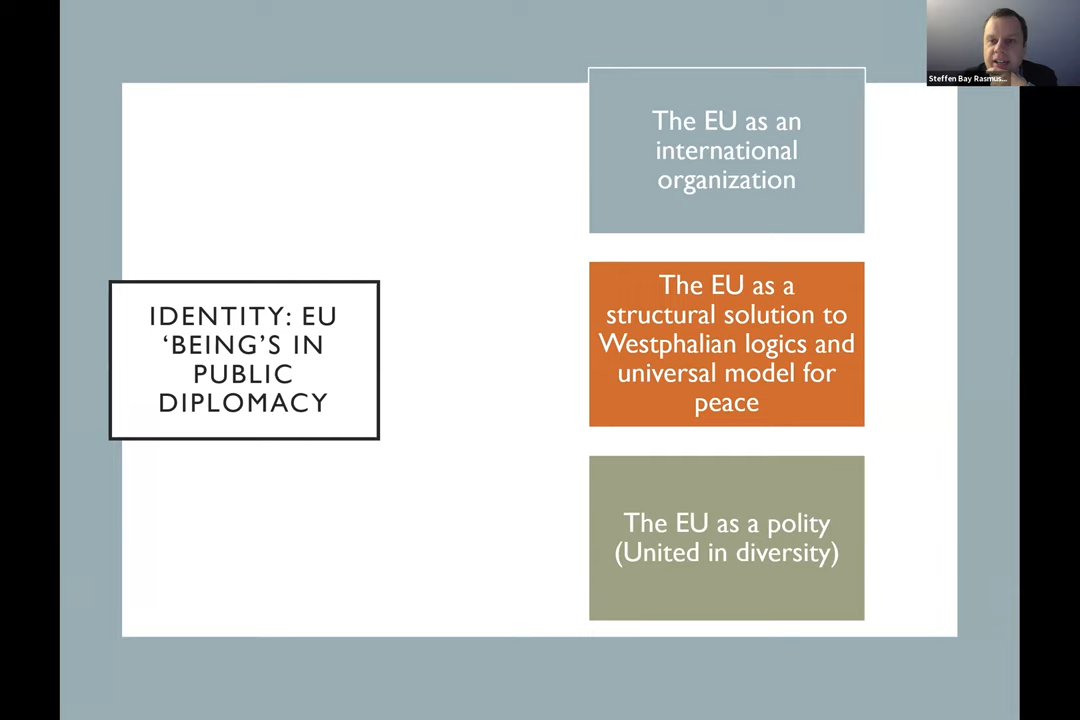 Steffen Bay Rasmus...
The EU as an
international
organization
IDENTITY: EU
‘BEING’S IN
PUBLIC
DIPLOMACY
The EU as a
structural solution to
Westphalian logics and
universal model for
peace
The EU as a polity
(United in diversity)